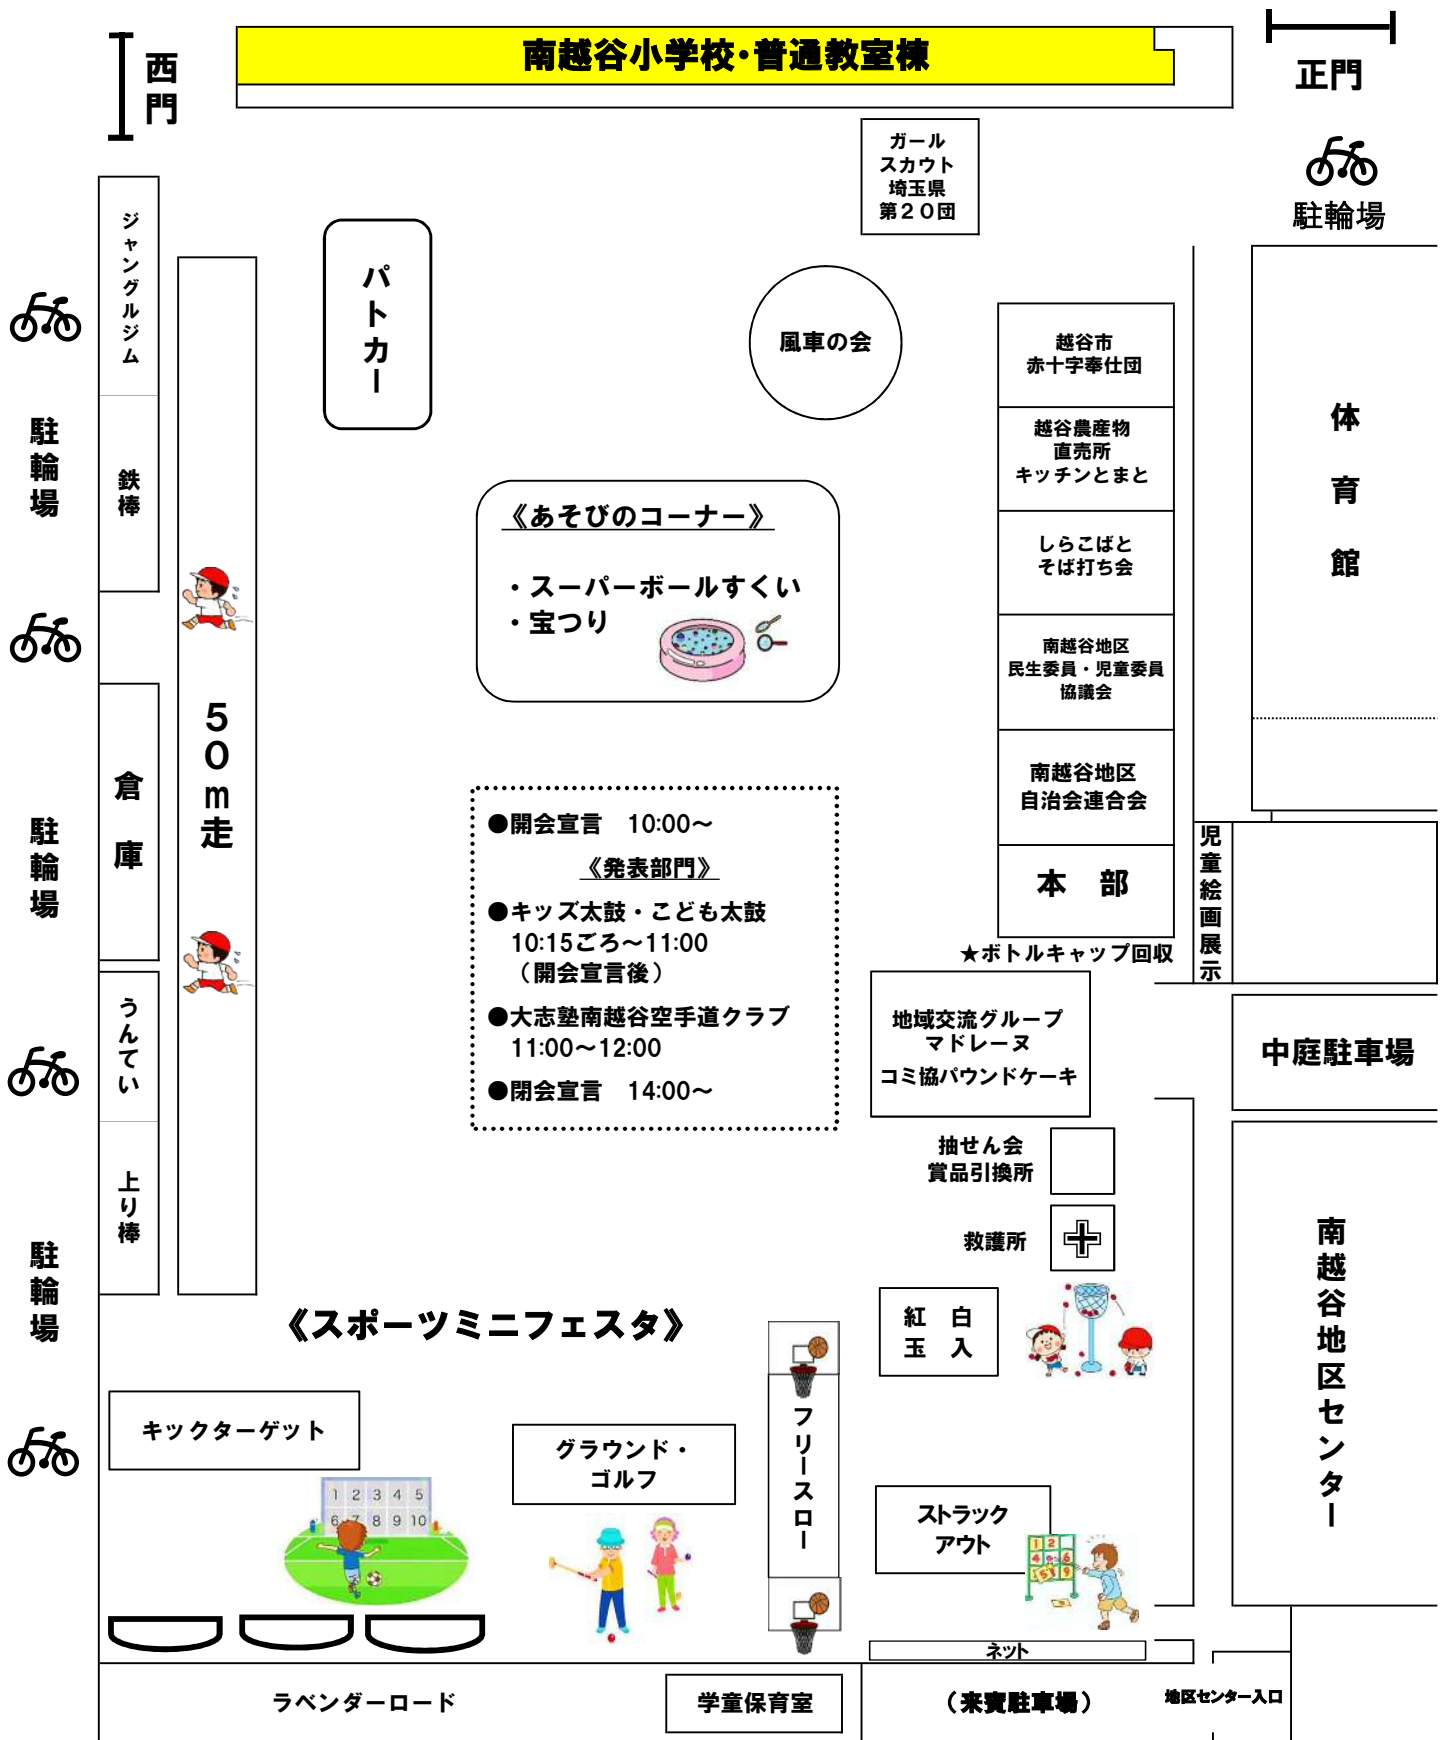 南越谷小学校・普通教室棟
西門
正門
駐輪場
ガール
スカウト
埼玉県
第２０団
ジャングルジム
鉄棒
駐輪場
パトカー
風車の会
越谷市
赤十字奉仕団
越谷農産物
直売所
キッチンとまと
しらこばと
そば打ち会
南越谷地区
民生委員・児童委員
協議会
南越谷地区
自治会連合会
本　部
★ボトルキャップ回収
体育館
児童絵画展示
《あそびのコーナー》
・スーパーボールすくい
・宝つり
５０ｍ走
倉庫
駐輪場
●開会宣言　10:00～
《発表部門》
●キッズ太鼓・こども太鼓
10:15ごろ～11:00
（開会宣言後）
●大志塾南越谷空手道クラブ
11:00～12:00
●閉会宣言　14:00～
うんてい
上り棒
駐輪場
地域交流グループ
マドレーヌ
コミ協パウンドケーキ
中庭駐車場
抽せん会
賞品引換所
救護所
南越谷地区センター
《スポーツミニフェスタ》
紅　白
玉　入
キックターゲット
1 2 3 4 5
6 7 8 9 10
グラウンド・
ゴルフ
フリースロー
ストラック
アウト
1 2
4 6
5 9
ネット
ラベンダーロード
学童保育室
（来賓駐車場）
地区センター入口